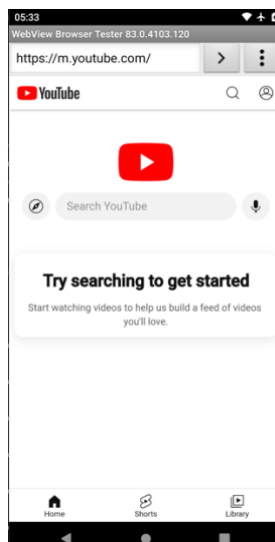 05:33
WebView Browser Tester 83.0.4103.120
https://m.youtube.com/
YouTube
Search YouTube
Try searching to get started
Start watching videos to help us build a feed of videos
you'll love.
Home Shorts Library